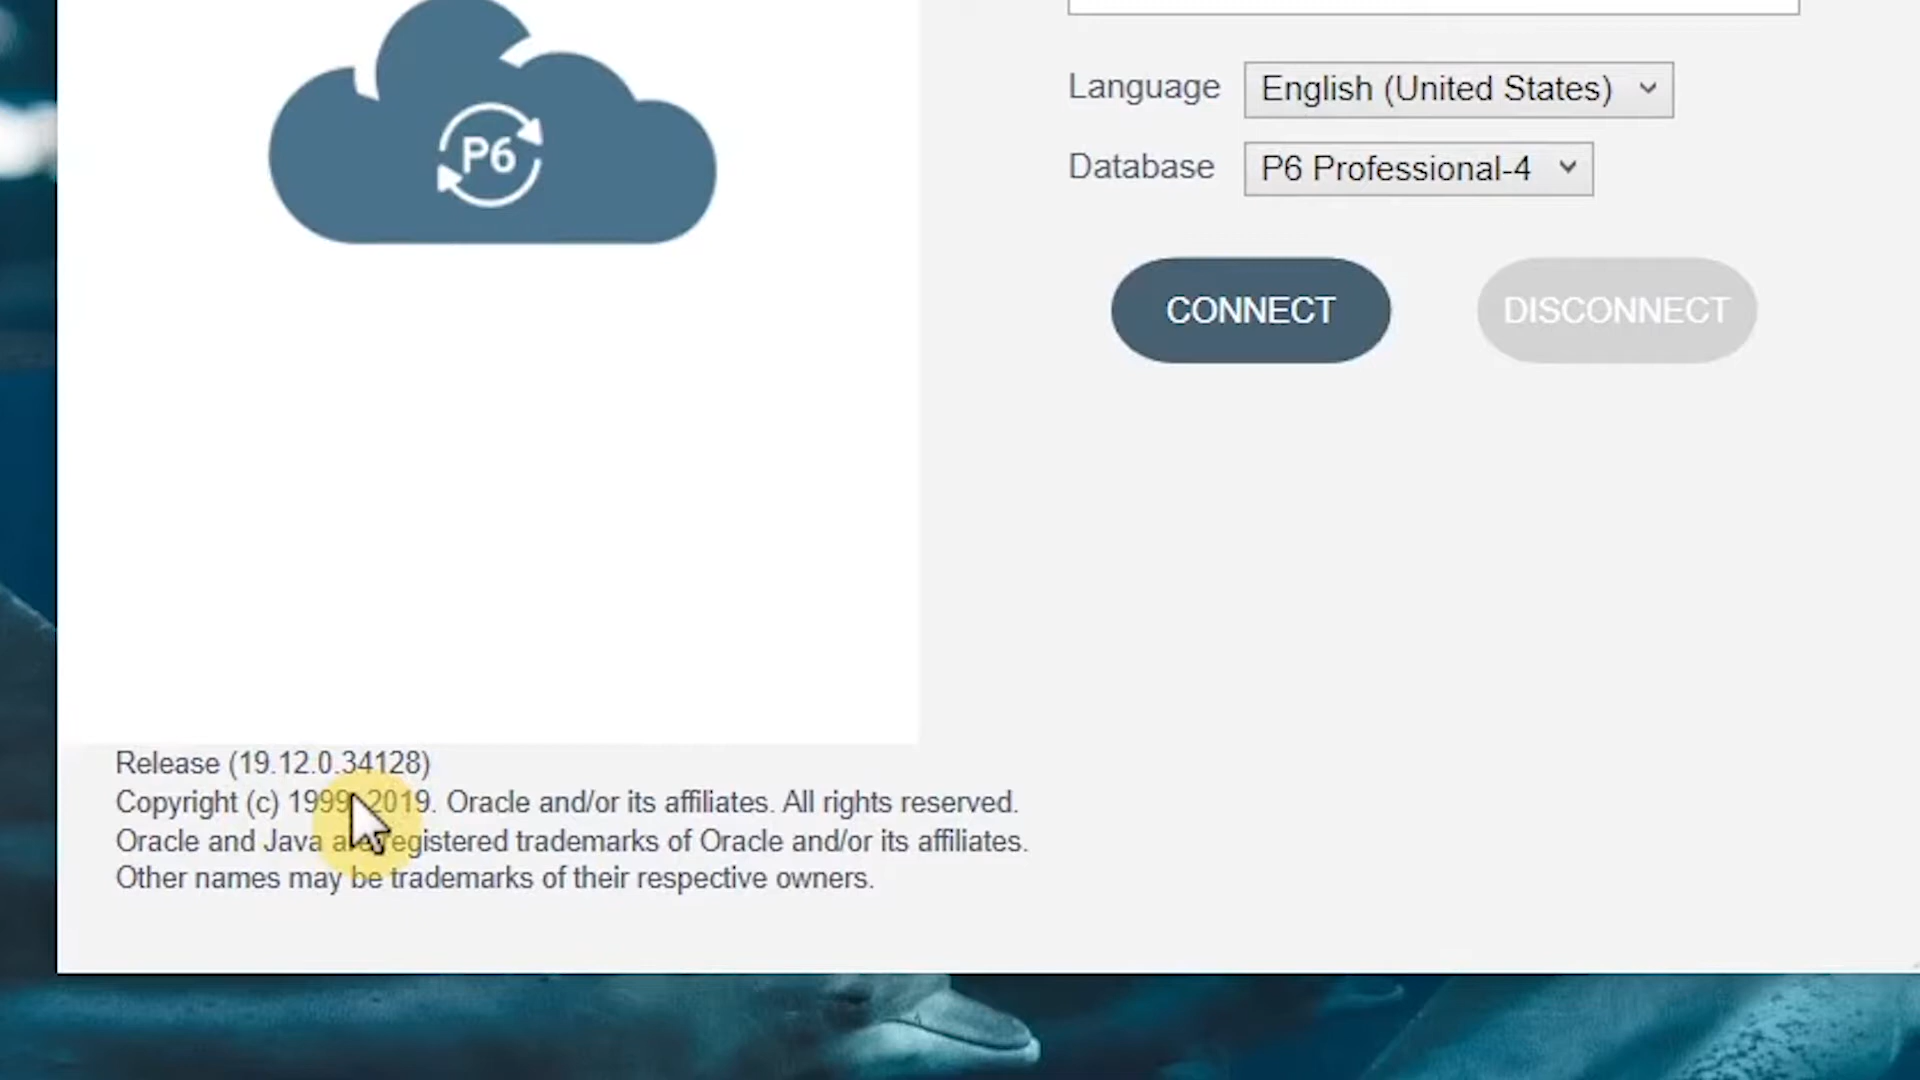 P6
Language English (United States)
Database P6 Professional-4
CONNECT DISCONNECT
Release (19.12.0.34128)
Copyright (c) 1999, 2019. Oracle and/or its affiliates. All rights reserved.
Oracle and Java are registered trademarks of Oracle and/or its affiliates.
Other names may be trademarks of their respective owners.